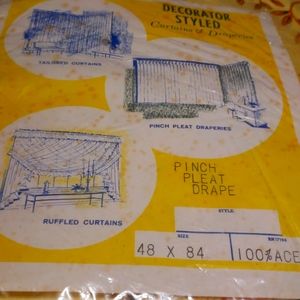 DECORATOR
STYLED
Curtains & Draperies
TAILORED CURTAINS
PINCH PLEAT DRAPERIES
RUFFLED CURTAINS
PINCH
PLEAT
DRAPE
STYLE:
SIZE
48 X 84
100% ACE